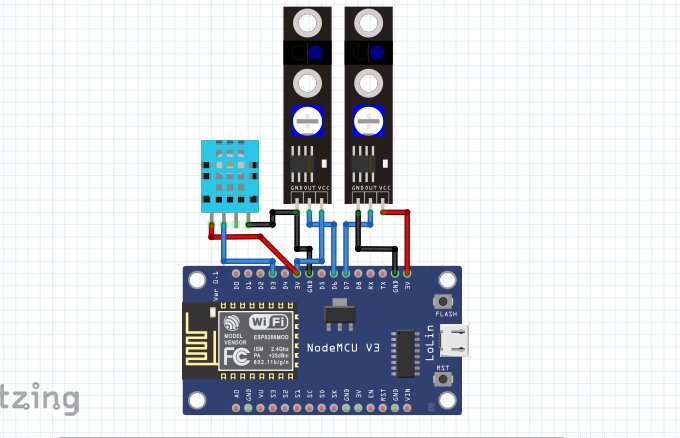 GND OUT VCC
GND OUT VCC
Ver 0.1
D0 D1 D2 D3 D4 3V GND D5 D6 D7 D8 RX TX GND 3V
FLASH
WiFi
MODEL ESP8266MOD
VENDOR
ISM 2.4GHz
PA +25dBm
802.11b/g/n
FC
NodeMCU V3
LoLin
RST
A0 GND VU S3 S2 S1 SC S0 SK GND 3V EN RST GND VIN
tzing